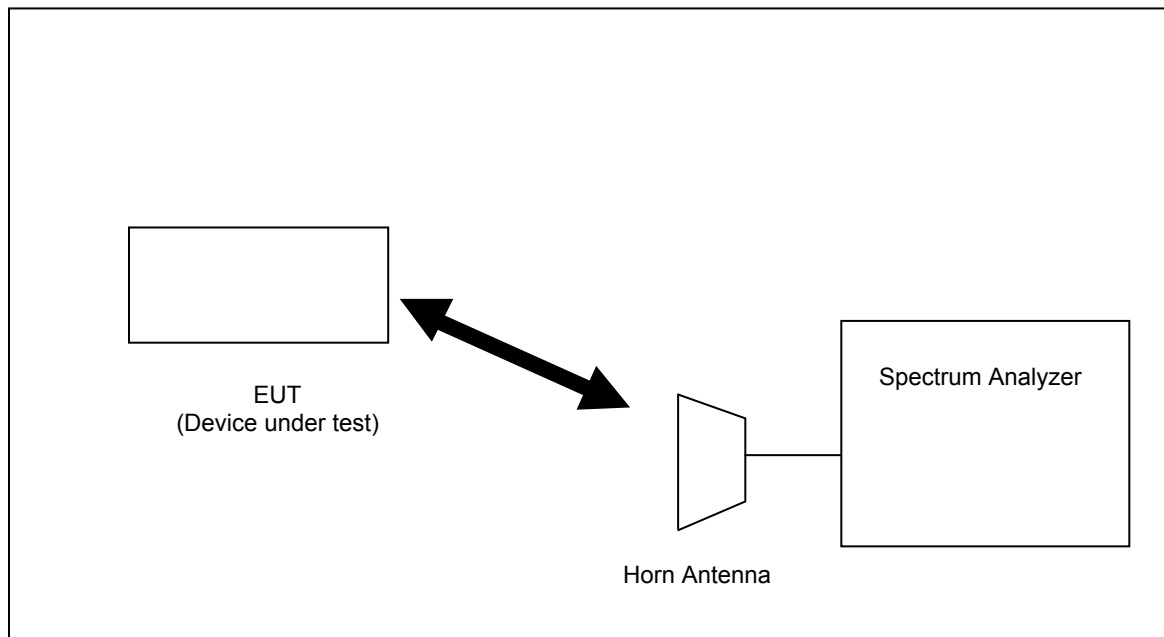 EUT
(Device under test)
Spectrum Analyzer
Horn Antenna